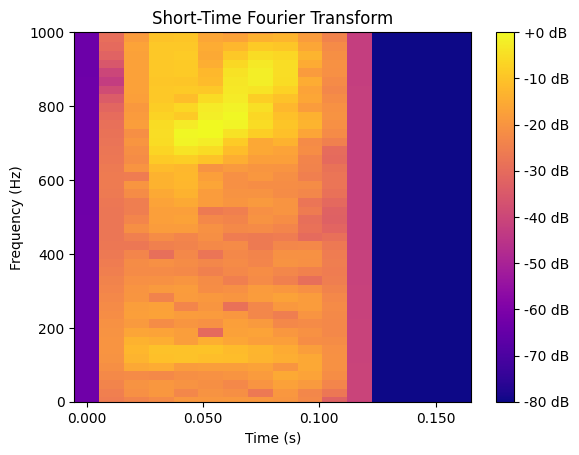 Short-Time Fourier Transform
1000
800
600
400
200
0
Frequency (Hz)
0.000
0.050
0.100
0.150
Time (s)
+0 dB
-10 dB
-20 dB
-30 dB
-40 dB
-50 dB
-60 dB
-70 dB
-80 dB